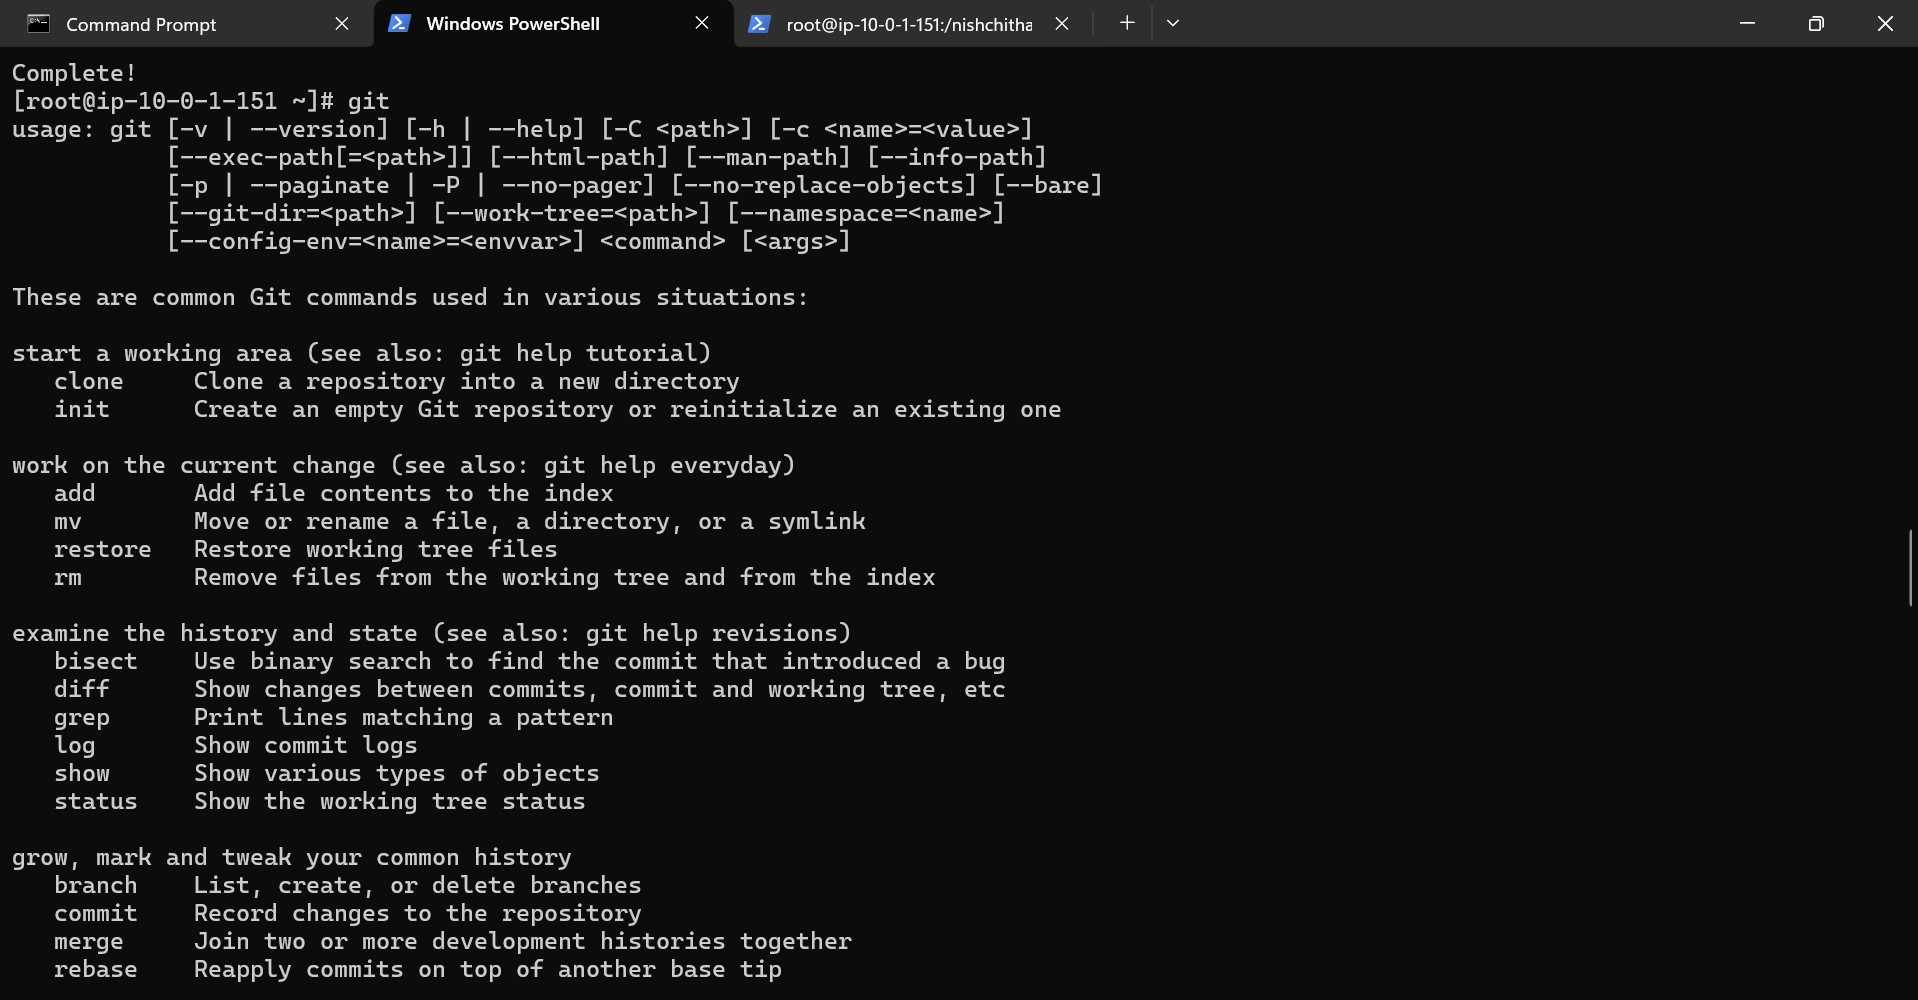 Command Prompt
Windows PowerShell
root@ip-10-0-1-151:/nishchitha
Complete!
[root@ip-10-0-1-151 ~]# git
usage: git [-v | --version] [-h | --help] [-C <path>] [-c <name>=<value>]
           [--exec-path[=<path>]] [--html-path] [--man-path] [--info-path]
           [-p | --paginate | -P | --no-pager] [--no-replace-objects] [--bare]
           [--git-dir=<path>] [--work-tree=<path>] [--namespace=<name>]
           [--config-env=<name>=<envvar>] <command> [<args>]

These are common Git commands used in various situations:

start a working area (see also: git help tutorial)
   clone     Clone a repository into a new directory
   init      Create an empty Git repository or reinitialize an existing one

work on the current change (see also: git help everyday)
   add       Add file contents to the index
   mv        Move or rename a file, a directory, or a symlink
   restore   Restore working tree files
   rm        Remove files from the working tree and from the index

examine the history and state (see also: git help revisions)
   bisect    Use binary search to find the commit that introduced a bug
   diff      Show changes between commits, commit and working tree, etc
   grep      Print lines matching a pattern
   log       Show commit logs
   show      Show various types of objects
   status    Show the working tree status

grow, mark and tweak your common history
   branch    List, create, or delete branches
   commit    Record changes to the repository
   merge     Join two or more development histories together
   rebase    Reapply commits on top of another base tip